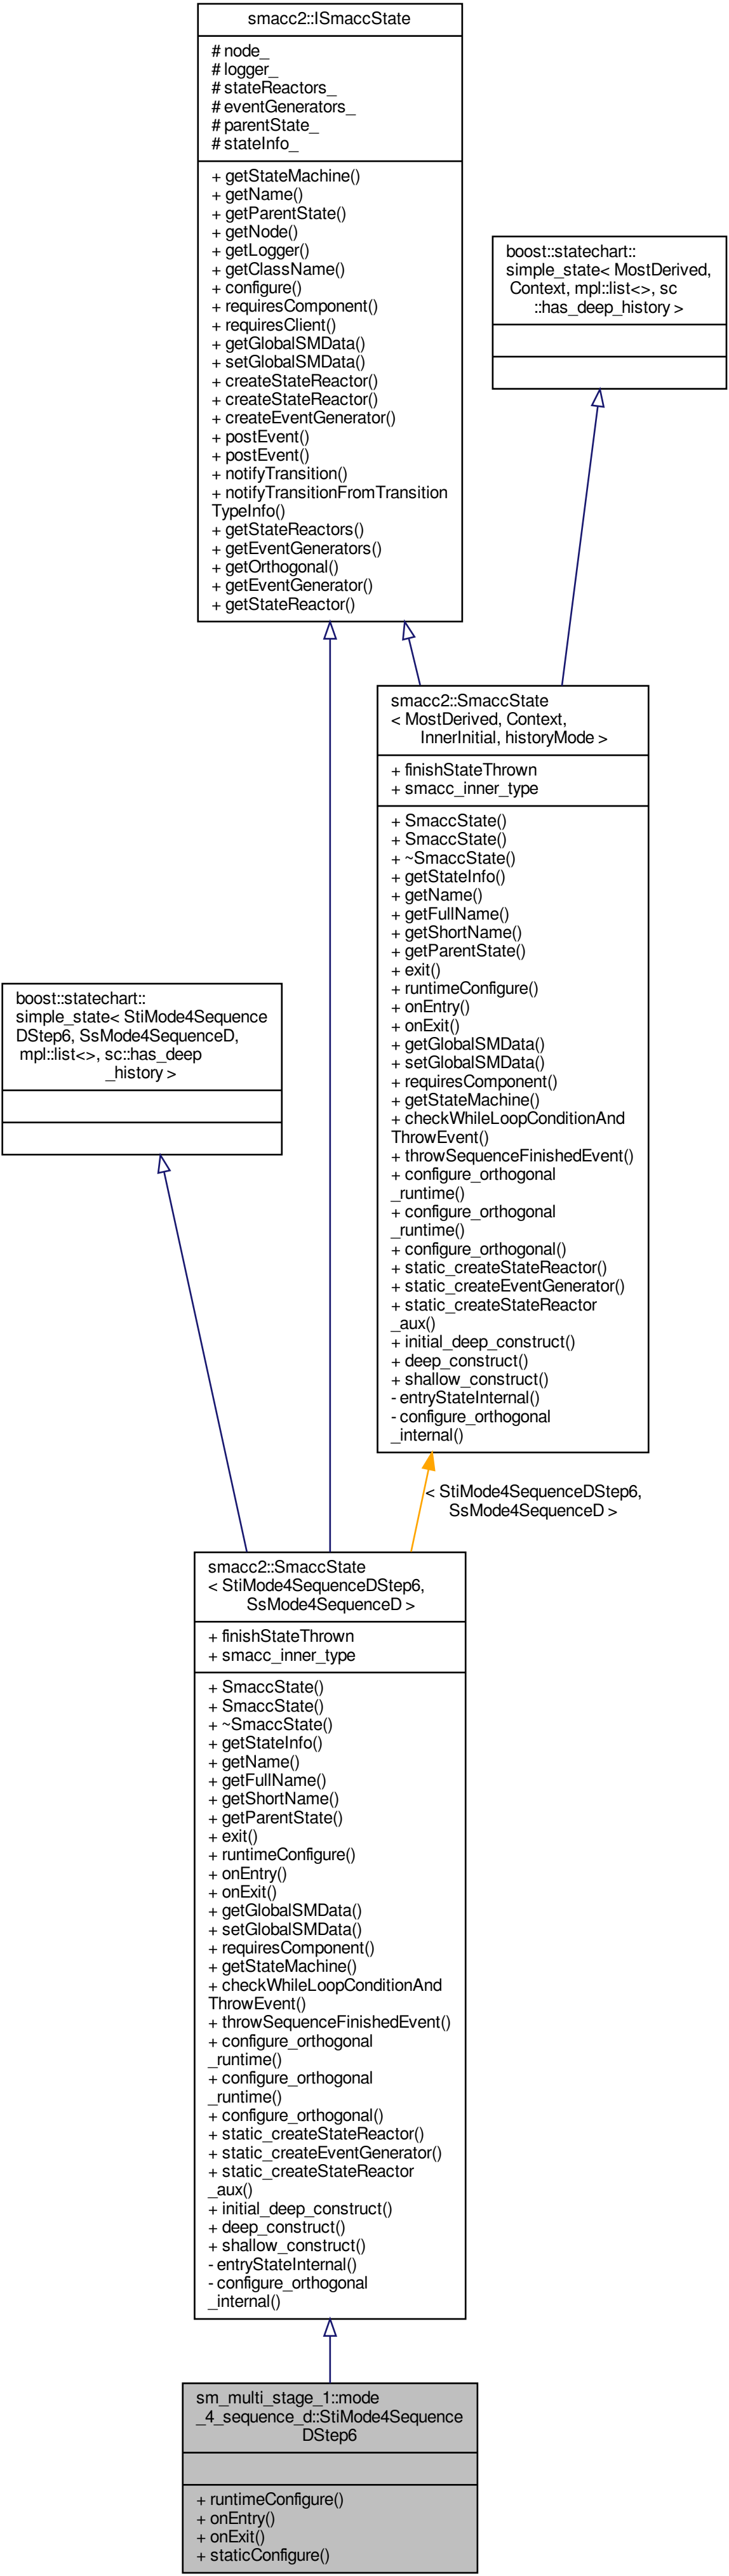 smacc2::ISmaccState
# node_
# logger_
# stateReactors_
# eventGenerators_
# parentState_
# stateInfo_
+ getStateMachine()
+ getName()
+ getParentState()
+ getNode()
+ getLogger()
+ getClassName()
+ configure()
+ requiresComponent()
+ requiresClient()
+ getGlobalSMData()
+ setGlobalSMData()
+ createStateReactor()
+ createStateReactor()
+ createEventGenerator()
+ postEvent()
+ postEvent()
+ notifyTransition()
+ notifyTransitionFromTransition
TypeInfo()
+ getStateReactors()
+ getEventGenerators()
+ getOrthogonal()
+ getEventGenerator()
+ getStateReactor()
boost::statechart::
simple_state< MostDerived,
Context, mpl::list<>, sc
::has_deep_history >
smacc2::SmaccState
< MostDerived, Context,
InnerInitial, historyMode >
+ finishStateThrown
+ smacc_inner_type
+ SmaccState()
+ SmaccState()
+ ~SmaccState()
+ getStateInfo()
+ getName()
+ getFullName()
+ getShortName()
+ getParentState()
+ exit()
+ runtimeConfigure()
+ onEntry()
+ onExit()
+ getGlobalSMData()
+ setGlobalSMData()
+ requiresComponent()
+ getStateMachine()
+ checkWhileLoopConditionAnd
ThrowEvent()
+ throwSequenceFinishedEvent()
+ configure_orthogonal
_runtime()
+ configure_orthogonal
_runtime()
+ configure_orthogonal()
+ static_createStateReactor()
+ static_createEventGenerator()
+ static_createStateReactor
_aux()
+ initial_deep_construct()
+ deep_construct()
+ shallow_construct()
- entryStateInternal()
- configure_orthogonal
_internal()
boost::statechart::
simple_state< StiMode4Sequence
DStep6, SsMode4SequenceD,
mpl::list<>, sc::has_deep
_history >
< StiMode4SequenceDStep6,
SsMode4SequenceD >
smacc2::SmaccState
< StiMode4SequenceDStep6,
SsMode4SequenceD >
+ finishStateThrown
+ smacc_inner_type
+ SmaccState()
+ SmaccState()
+ ~SmaccState()
+ getStateInfo()
+ getName()
+ getFullName()
+ getShortName()
+ getParentState()
+ exit()
+ runtimeConfigure()
+ onEntry()
+ onExit()
+ getGlobalSMData()
+ setGlobalSMData()
+ requiresComponent()
+ getStateMachine()
+ checkWhileLoopConditionAnd
ThrowEvent()
+ throwSequenceFinishedEvent()
+ configure_orthogonal
_runtime()
+ configure_orthogonal
_runtime()
+ configure_orthogonal()
+ static_createStateReactor()
+ static_createEventGenerator()
+ static_createStateReactor
_aux()
+ initial_deep_construct()
+ deep_construct()
+ shallow_construct()
- entryStateInternal()
- configure_orthogonal
_internal()
sm_multi_stage_1::mode
_4_sequence_d::StiMode4Sequence
DStep6
+ runtimeConfigure()
+ onEntry()
+ onExit()
+ staticConfigure()